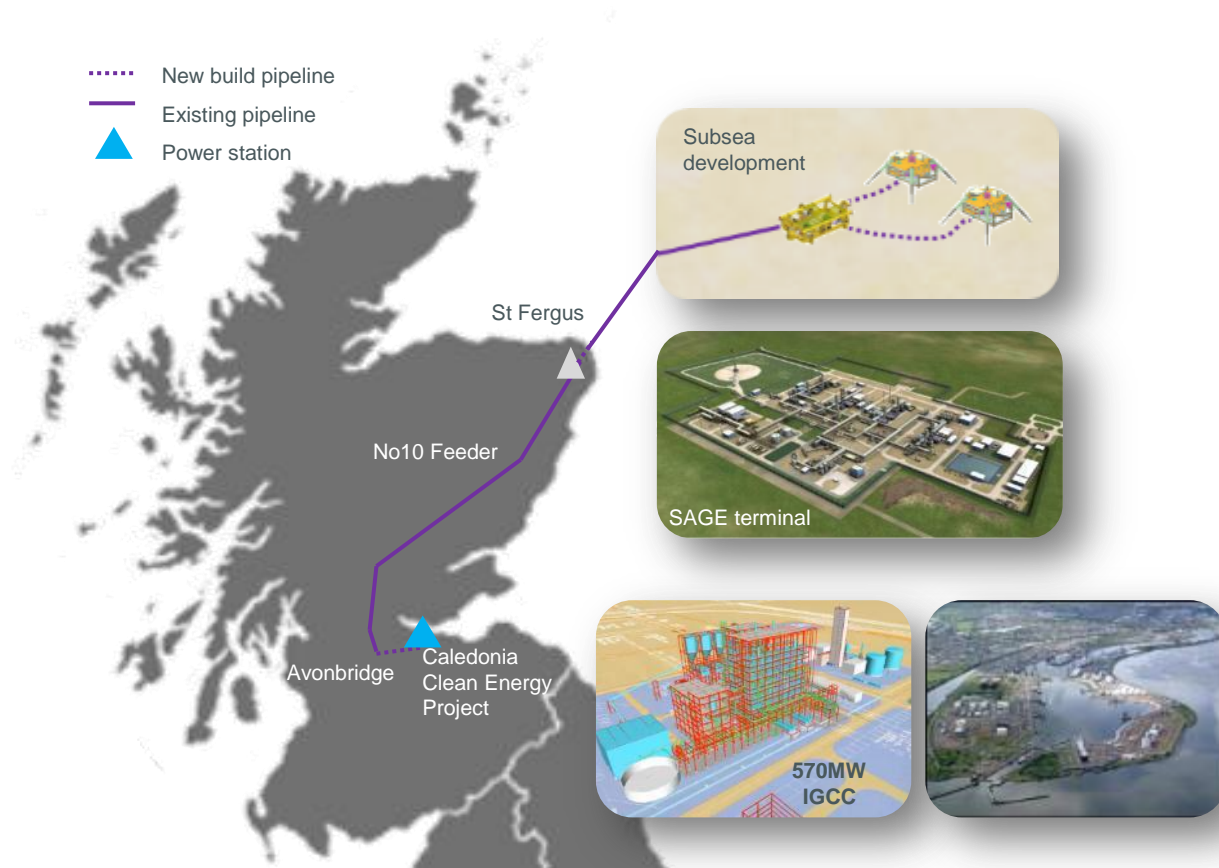 New build pipeline
Existing pipeline
Power station
Subsea
development
St Fergus
No10 Feeder
SAGE terminal
Avonbridge
Caledonia
Clean Energy
Project
570MW
IGCC